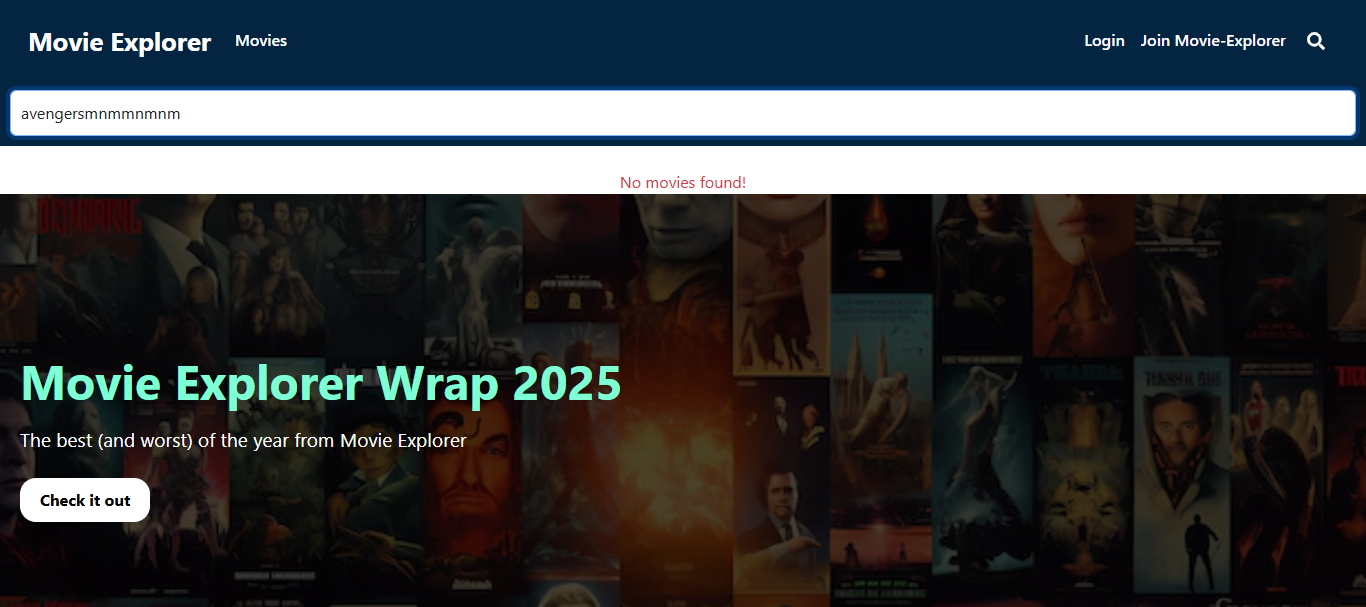 Movie Explorer Movies Login Join Movie-Explorer
avengersmnmmnmnm
No movies found!
Movie Explorer Wrap 2025
The best (and worst) of the year from Movie Explorer
Check it out